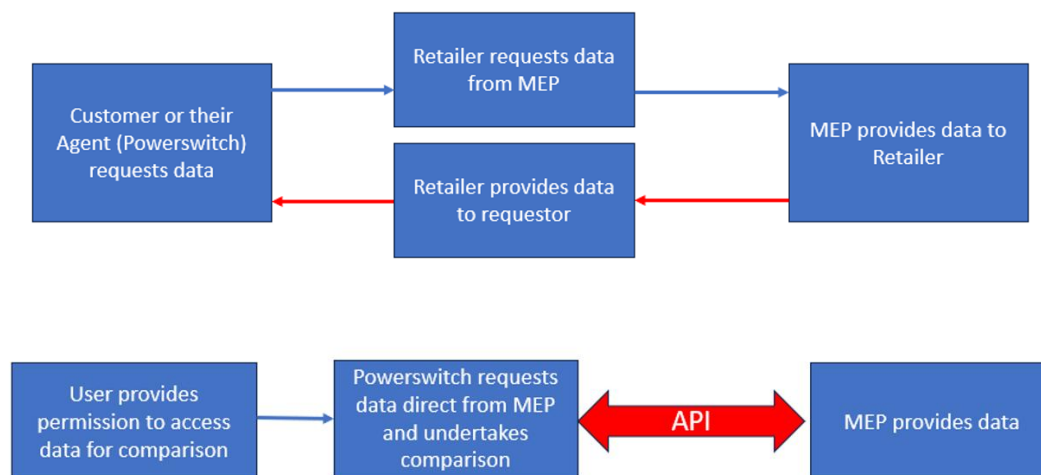 Customer or their
Agent (Powerswitch)
requests data
Retailer requests data
from MEP
MEP provides data to
Retailer
Retailer provides data
to requestor
User provides
permission to access
data for comparison
Powerswitch requests
data direct from MEP
and undertakes
comparison
API
MEP provides data